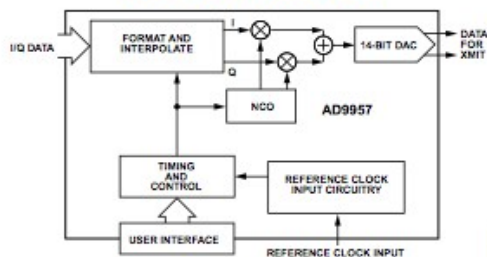 FORMAT AND
INTERPOLATE
I
Q
I/Q DATA
14-BIT DAC
DATA
FOR
XMIT
NCO
AD9957
TIMING
AND
CONTROL
REFERENCE CLOCK
INPUT CIRCUITRY
USER INTERFACE
REFERENCE CLOCK INPUT